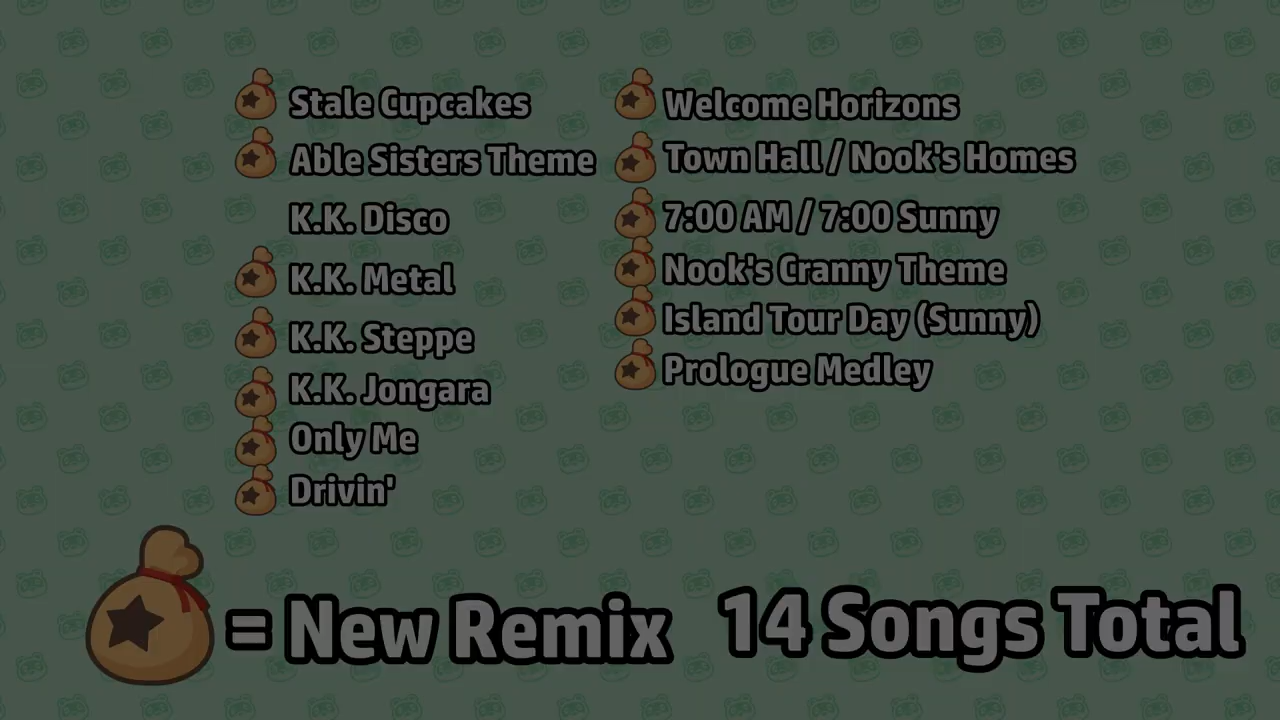 Stale Cupcakes
Able Sisters Theme
K.K. Disco
K.K. Metal
K.K. Steppe
K.K. Jongara
Only Me
Drivin'
Welcome Horizons
Town Hall / Nook's Homes
7:00 AM / 7:00 Sunny
Nook's Cranny Theme
Island Tour Day (Sunny)
Prologue Medley
= New Remix
14 Songs Total